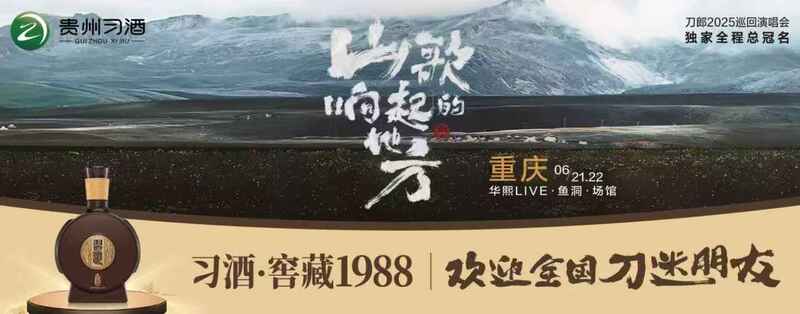 贵州习酒
GUIZHOU XIJIU
刀郎2025巡回演唱会
独家全程总冠名
山歌
响起的
地方
重庆 06/21.22
华熙LIVE·鱼洞·场馆
习酒·窖藏1988 | 欢迎全国刀迷朋友